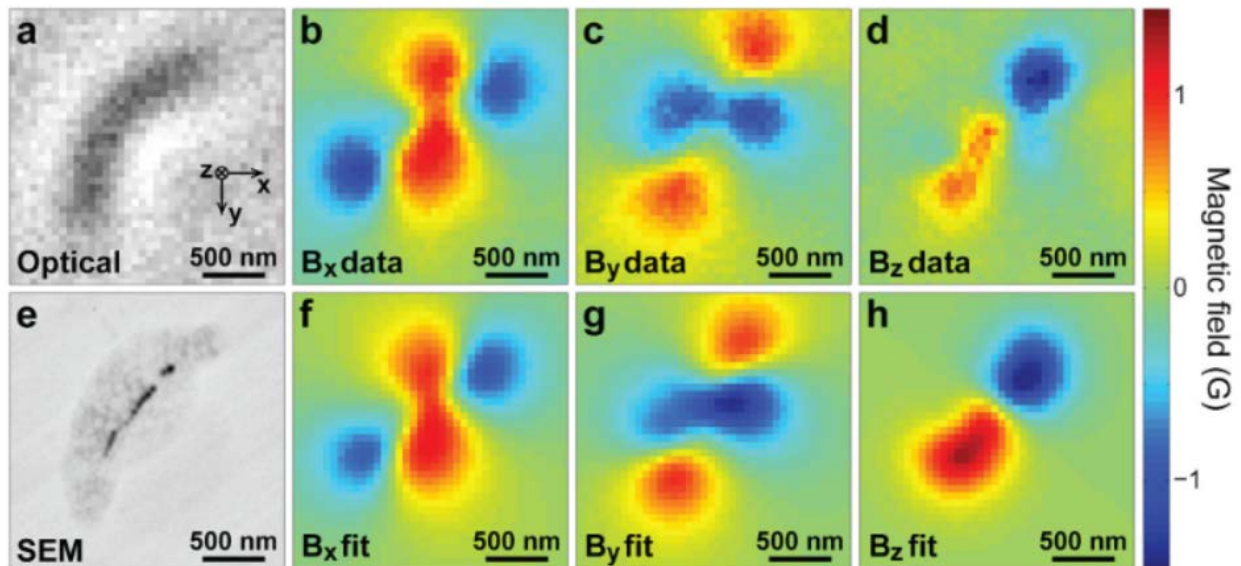 a
z
x
y
Optical
500 nm
b
Bx data
500 nm
c
By data
500 nm
d
Bz data
500 nm
e
SEM
500 nm
f
Bx fit
500 nm
g
By fit
500 nm
h
Bz fit
500 nm
1
0
−1
Magnetic field (G)